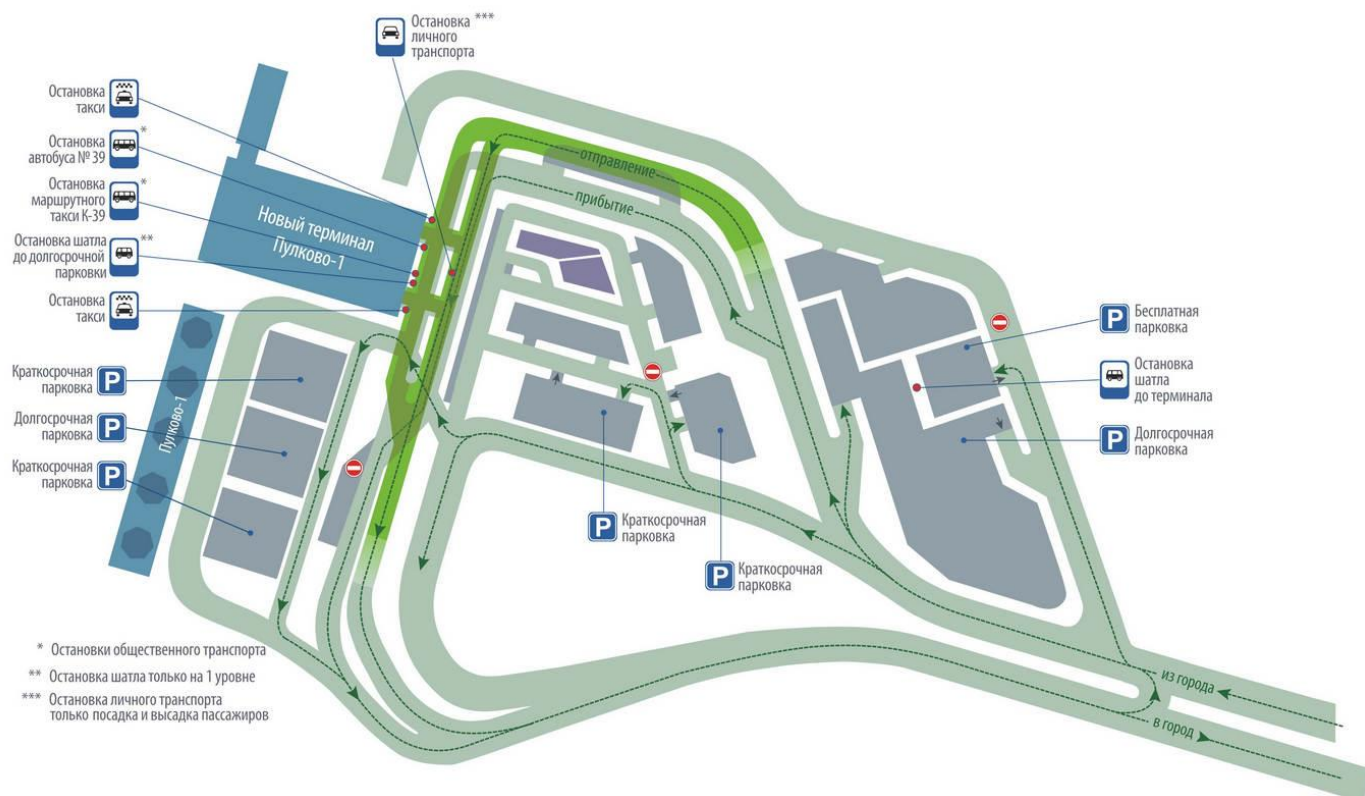 Остановка ***
личного
транспорта
Остановка
такси
Остановка *
автобуса № 39
Остановка *
маршрутного
такси К-39
Остановка шатла **
до долгосрочной
парковки
Остановка
такси
Новый терминал
Пулково-1
отправление
прибытие
Краткосрочная
парковка
P
Долгосрочная
парковка
P
Краткосрочная
парковка
P
Пулково-1
P
Бесплатная
парковка
Остановка
шатла
до терминала
P
Долгосрочная
парковка
P
Краткосрочная
парковка
P
Краткосрочная
парковка
* Остановки общественного транспорта
** Остановка шатла только на 1 уровне
*** Остановка личного транспорта
только посадка и высадка пассажиров
из города
в город